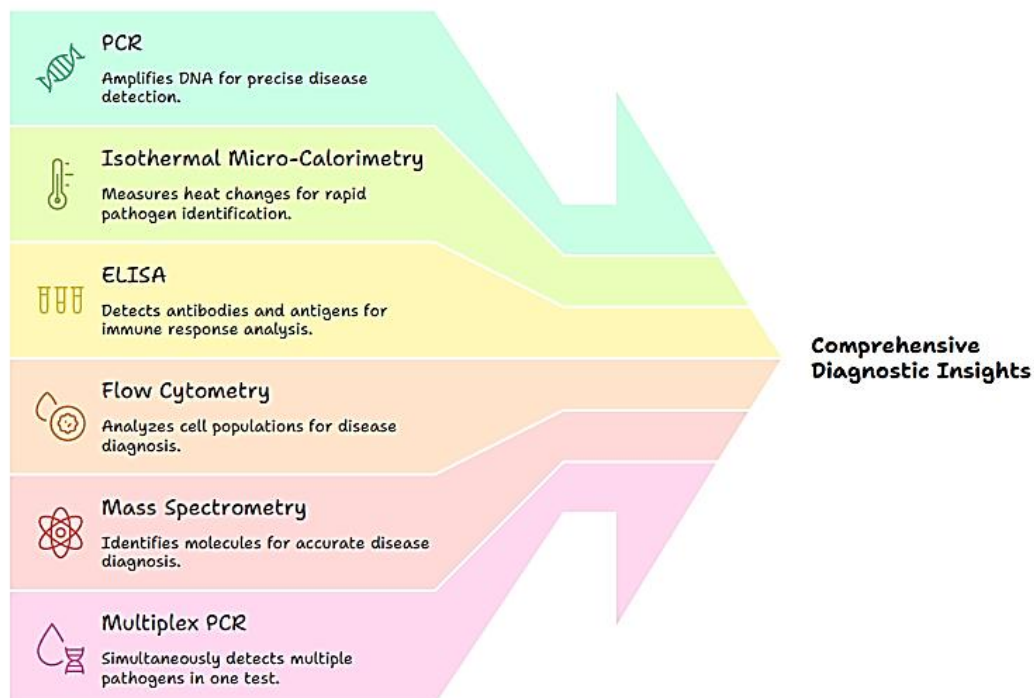 PCR
Amplifies DNA for precise disease
detection.
Isothermal Micro-Calorimetry
Measures heat changes for rapid
pathogen identification.
ELISA
Detects antibodies and antigens for
immune response analysis.
Flow Cytometry
Analyzes cell populations for disease
diagnosis.
Mass Spectrometry
Identifies molecules for accurate disease
diagnosis.
Multiplex PCR
Simultaneously detects multiple
pathogens in one test.
Comprehensive
Diagnostic Insights